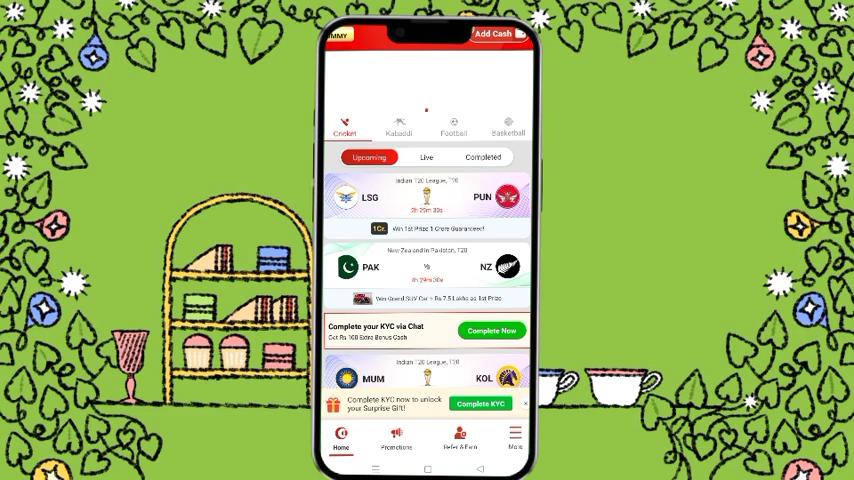 MMY
Add Cash
Cricket
Kabaddi
Football
Basketball
Upcoming
Live
Completed
Indian T20 League, T20
LSG
PUN
2h 29m 30s
1Cr.
Win 1st Prize 1 Crore Guaranteed!
New Zealand in Pakistan, T20
PAK
Vs
NZ
4h 29m 30s
Win Grand SUV Car + Rs 7.5 Lakhs as 1st Prize
Complete your KYC via Chat
Get Rs 100 Extra Bonus Cash
Complete Now
Indian T20 League, T20
MUM
KOL
Complete KYC now to unlock
your Surprise Gift!
Complete KYC
Home
Promotions
Refer & Earn
More